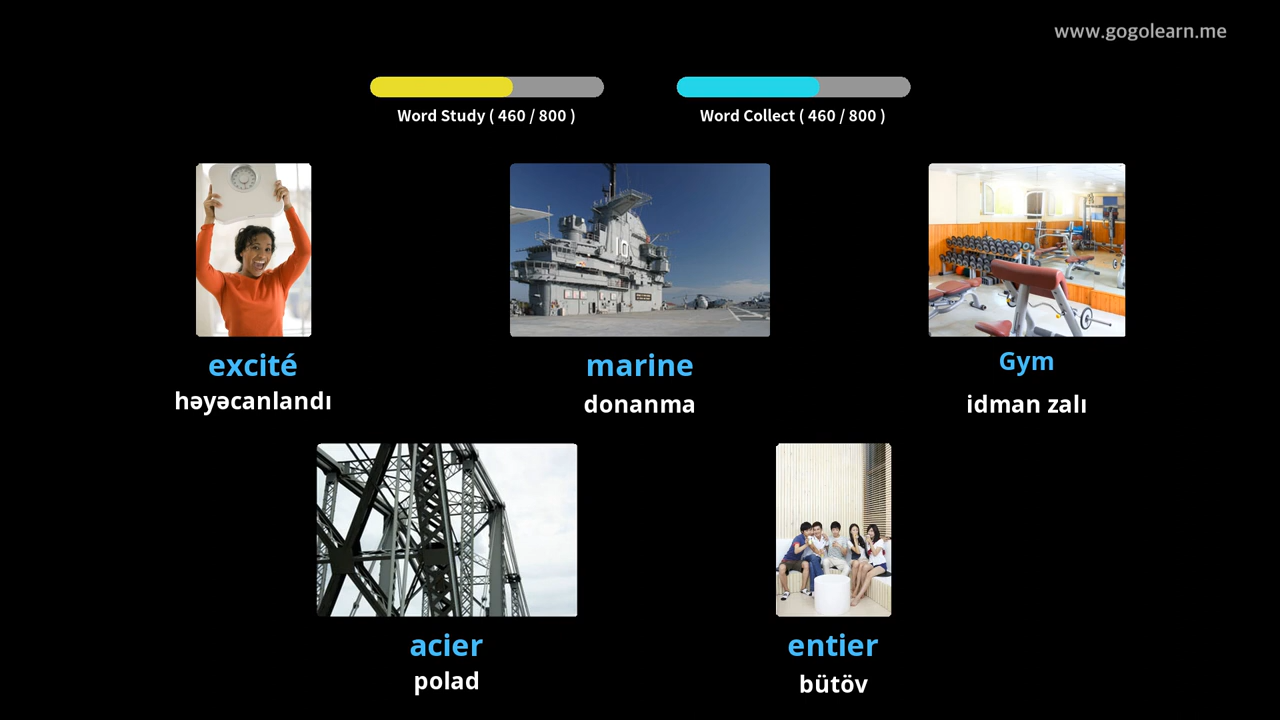 www.gogolearn.me
Word Study ( 460 / 800 )
Word Collect ( 460 / 800 )
10
excité
həyəcanlandı
marine
donanma
Gym
idman zalı
acier
polad
entier
bütöv